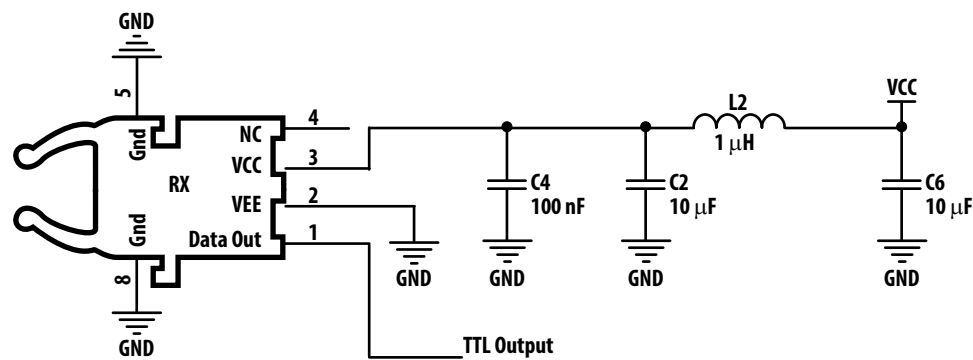 GND
5
Gnd
NC
4
L2
VCC
1 μH
RX
VCC
3
C4
100 nF
C2
10 μF
C6
10 μF
VEE
2
Gnd
Data Out
1
GND
GND
GND
GND
8
GND
TTL Output